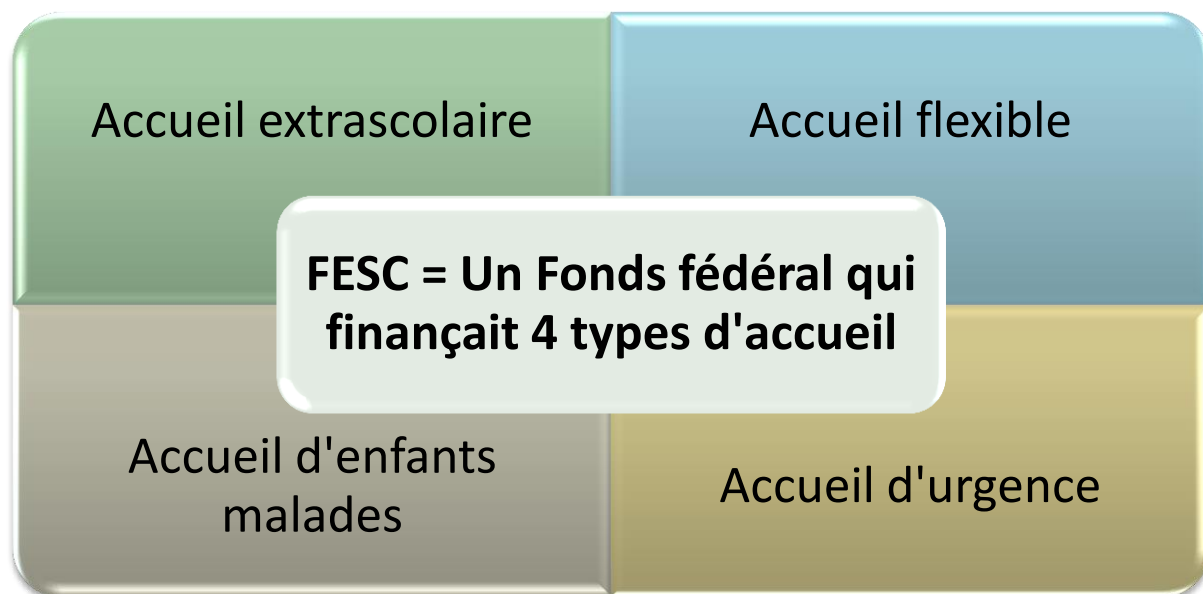 Accueil extrascolaire
Accueil flexible
FESC = Un Fonds fédéral qui
finançait 4 types d'accueil
Accueil d'enfants
malades
Accueil d'urgence